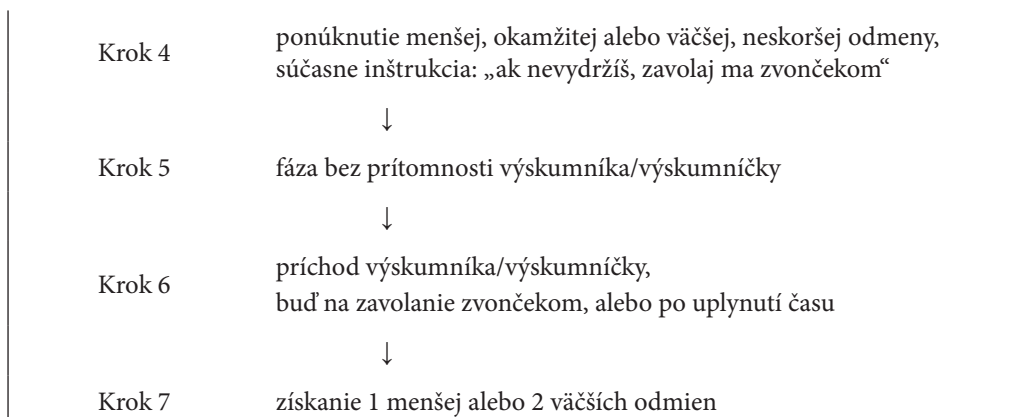 Krok 4
ponúknutie menšej, okamžitej alebo väčšej, neskoršej odmeny,
súčasne inštrukcia: „ak nevydržíš, zavolaj ma zvončekom“
↓
Krok 5
fáza bez prítomnosti výskumníka/výskumníčky
↓
Krok 6
príchod výskumníka/výskumníčky,
buď na zavolanie zvončekom, alebo po uplynutí času
↓
Krok 7
získanie 1 menšej alebo 2 väčších odmien